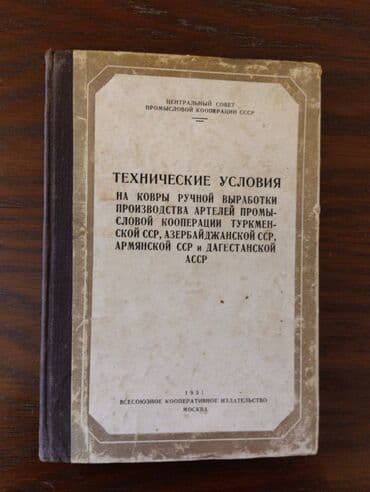 ЦЕНТРАЛЬНЫЙ СОВЕТ
ПРОМЫСЛОВОЙ КООПЕРАЦИИ СССР
ТЕХНИЧЕСКИЕ УСЛОВИЯ
НА КОВРЫ РУЧНОЙ ВЫРАБОТКИ
ПРОИЗВОДСТВА АРТЕЛЕЙ ПРОМЫ-
СЛОВОЙ КООПЕРАЦИИ ТУРКМЕН-
СКОЙ ССР, АЗЕРБАЙДЖАНСКОЙ ССР,
АРМЯНСКОЙ ССР и ДАГЕСТАНСКОЙ
АССР
ВСЕСОЮЗНОЕ КООПЕРАТИВНОЕ ИЗДАТЕЛЬСТВО
МОСКВА